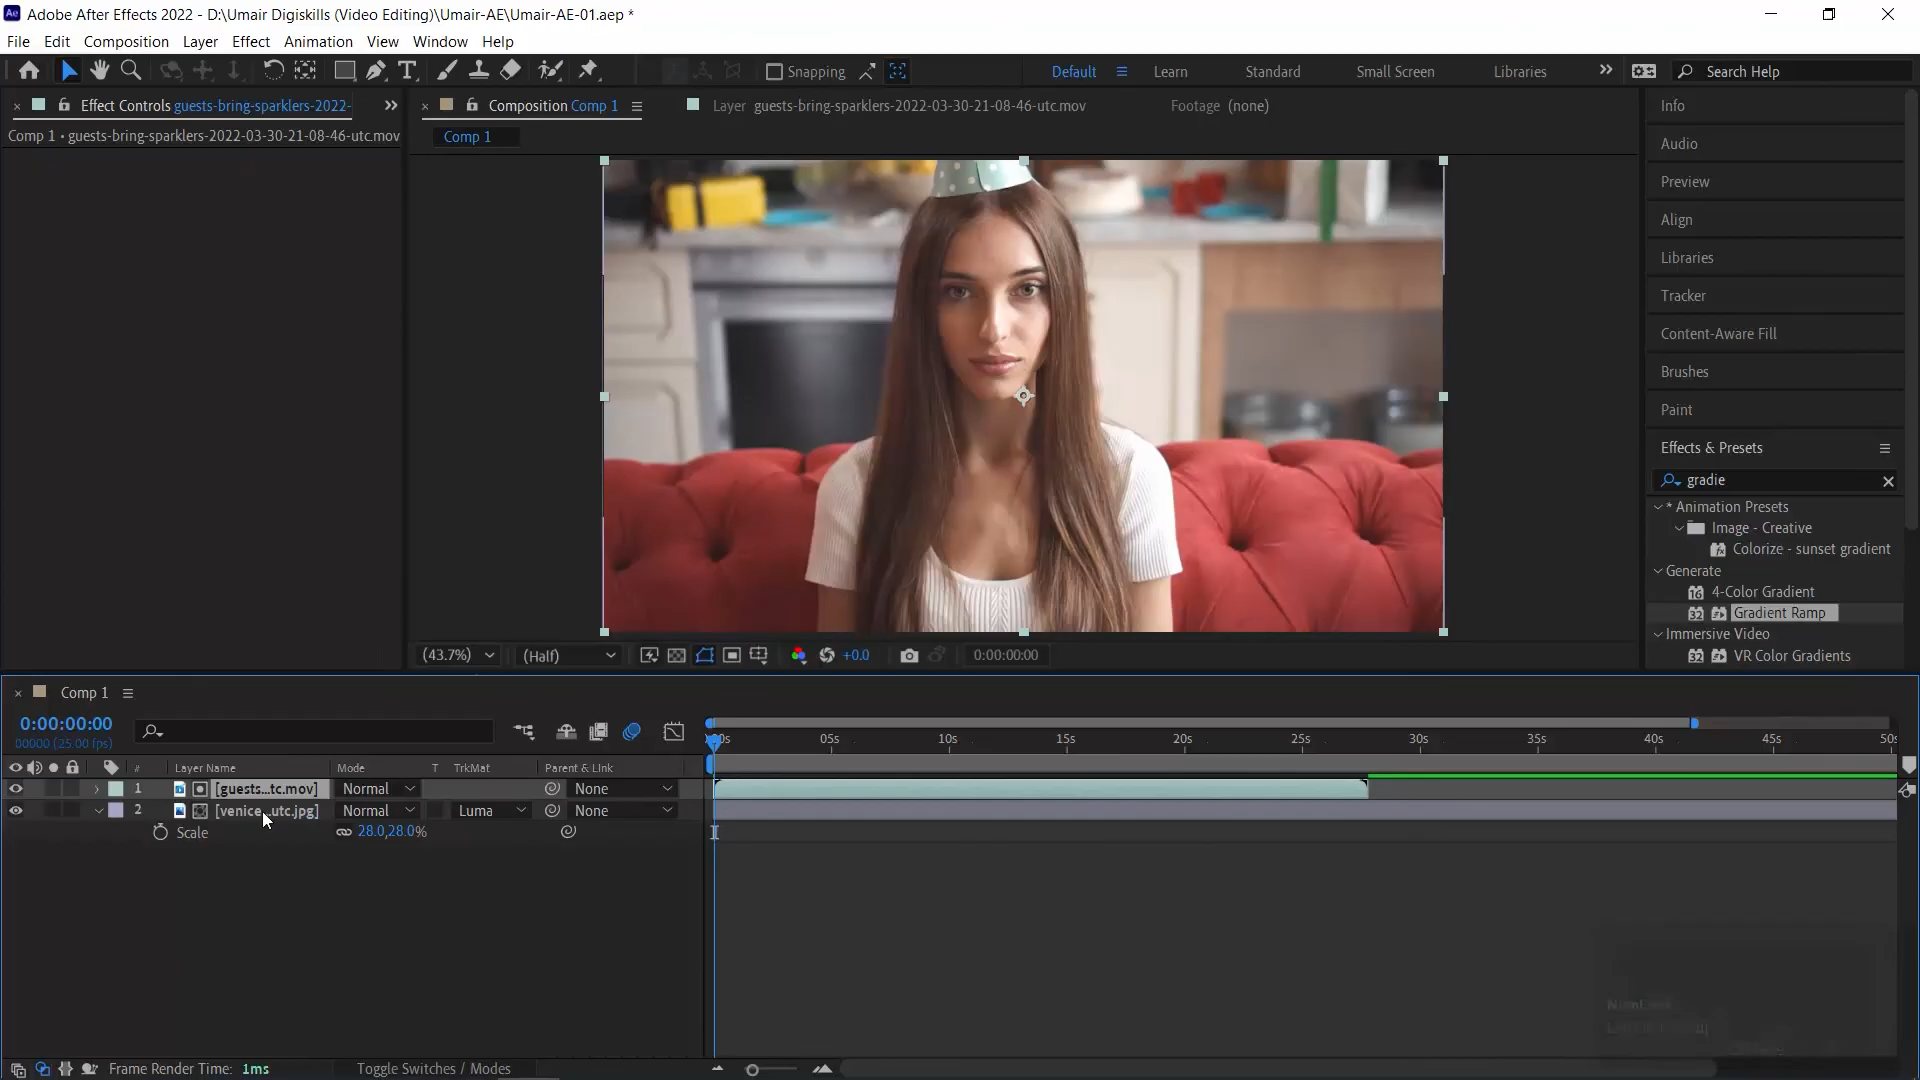 Adobe After Effects 2022 - D:\Umair Digiskills (Video Editing)\Umair-AE\Umair-AE-01.aep *
File Edit Composition Layer Effect Animation View Window Help
Snapping Default Learn Standard Small Screen Libraries Search Help
Effect Controls guests-bring-sparklers-2022-
Comp 1 • guests-bring-sparklers-2022-03-30-21-08-46-utc.mov
Composition Comp 1 Layer guests-bring-sparklers-2022-03-30-21-08-46-utc.mov Footage (none)
Comp 1
(43.7%) (Half) +0.0 0:00:00:00
Info
Audio
Preview
Align
Libraries
Tracker
Content-Aware Fill
Brushes
Paint
Effects & Presets
gradie
* Animation Presets
Image - Creative
Colorize - sunset gradient
Generate
4-Color Gradient
Gradient Ramp
Immersive Video
VR Color Gradients
Comp 1
0:00:00:00
00000 (25.00 fps)
05s 10s 15s 20s 25s 30s 35s 40s 45s
# Layer Name Mode T TrkMat Parent & Link
1 [guests...tc.mov] Normal None
2 [venice...utc.jpg] Normal Luma None
Scale 28.0,28.0%
Frame Render Time: 1ms Toggle Switches / Modes